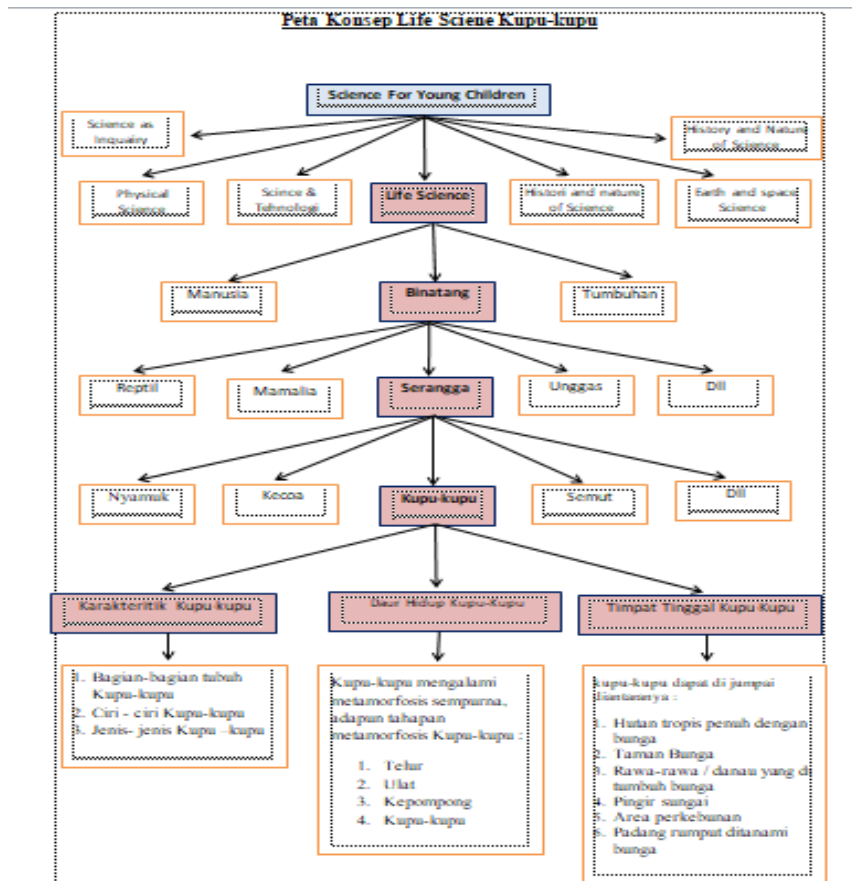 Peta Konsep Life Sciene Kupu-kupu
Science For Young Children
Science as
Inquairy
History and Nature
of Science
Physical
Science
Scince &
Tehnologi
Life Science
Histori and nature
of Science
Earth and space
Science
Manusia
Binatang
Tumbuhan
Reptil
Mamalia
Serangga
Unggas
Dll
Nyamuk
Kecoa
Kupu-kupu
Semut
Dll
Karakteritik Kupu-kupu
Daur Hidup Kupu-Kupu
Timpat Tinggal Kupu-Kupu
1. Bagian-bagian tubuh
Kupu-kupu
2. Ciri - ciri Kupu-kupu
3. Jenis- jenis Kupu –kupu
Kupu-kupu mengalami
metamorfosis sempurna,
adapun tahapan
metamorfosis Kupu-kupu :
1. Telur
2. Ulat
3. Kepompong
4. Kupu-kupu
kupu-kupu dapat di jumpai
diantarannya :
1. Hutan tropis penuh dengan
bunga
2. Taman Bunga
3. Rawa-rawa / danau yang di
tumbuh bunga
4. Pingir sungai
5. Area perkebunan
6. Padang rumput ditanami
bunga